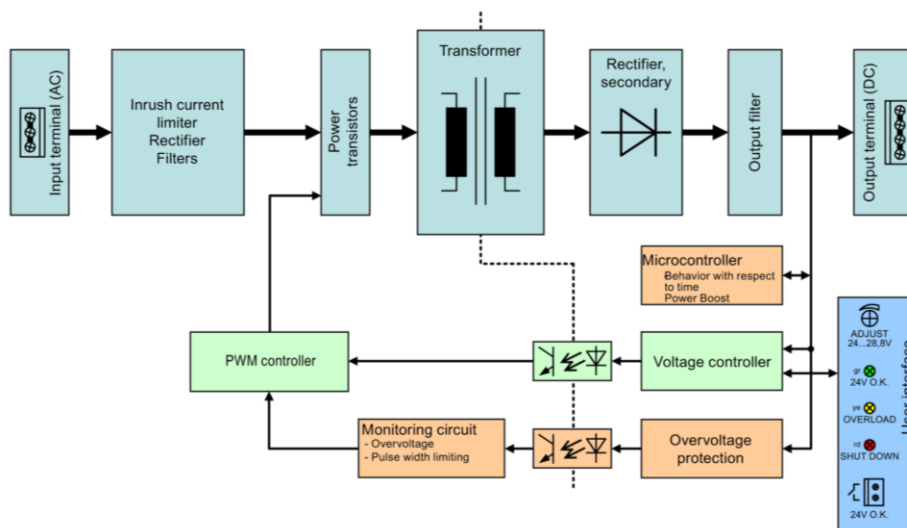 Input terminal (AC)
Inrush current
limiter
Rectifier
Filters
Power
transistors
Transformer
Rectifier,
secondary
Output filter
Output terminal (DC)
Microcontroller
-Behavior with respect
to time
Power Boost
PWM controller
Voltage controller
Monitoring circuit
- Overvoltage
- Pulse width limiting
Overvoltage
protection
User interface
ADJUST
24...28,8V
gr
24V O.K.
ye
OVERLOAD
rd
SHUT DOWN
24V O.K.